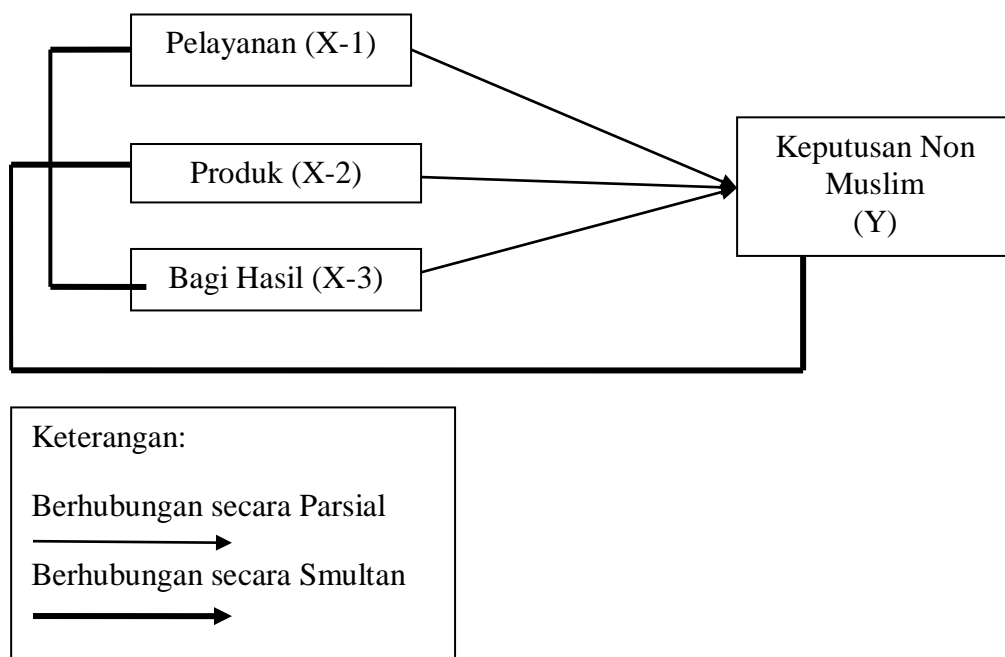 Pelayanan (X-1)
Produk (X-2)
Bagi Hasil (X-3)
Keputusan Non
Muslim
(Y)
Keterangan:
Berhubungan secara Parsial
Berhubungan secara Smultan